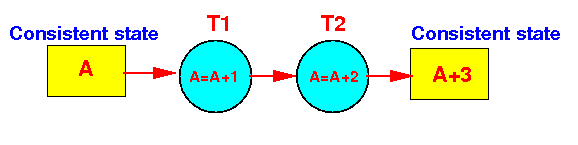 T1 T2
Consistent state Consistent state
A A=A+1 A=A+2 A+3